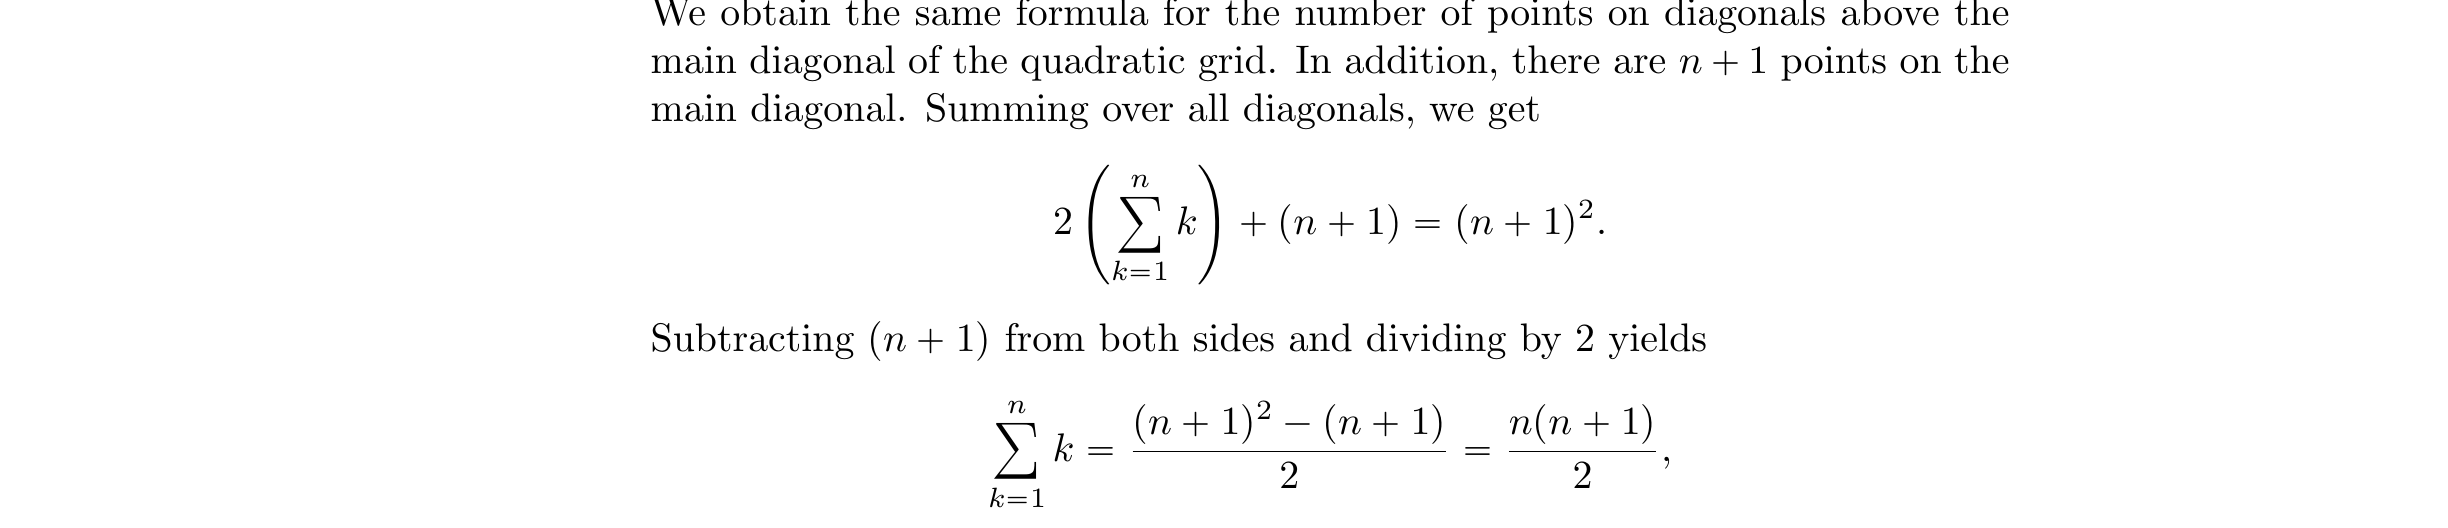 We obtain the same formula for the number of points on diagonals above the
main diagonal of the quadratic grid. In addition, there are n + 1 points on the
main diagonal. Summing over all diagonals, we get
2 (∑_{k=1}^{n} k) + (n + 1) = (n + 1)².
Subtracting (n + 1) from both sides and dividing by 2 yields
∑_{k=1}^{n} k = \frac{(n + 1)² − (n + 1)}{2} = \frac{n(n + 1)}{2},